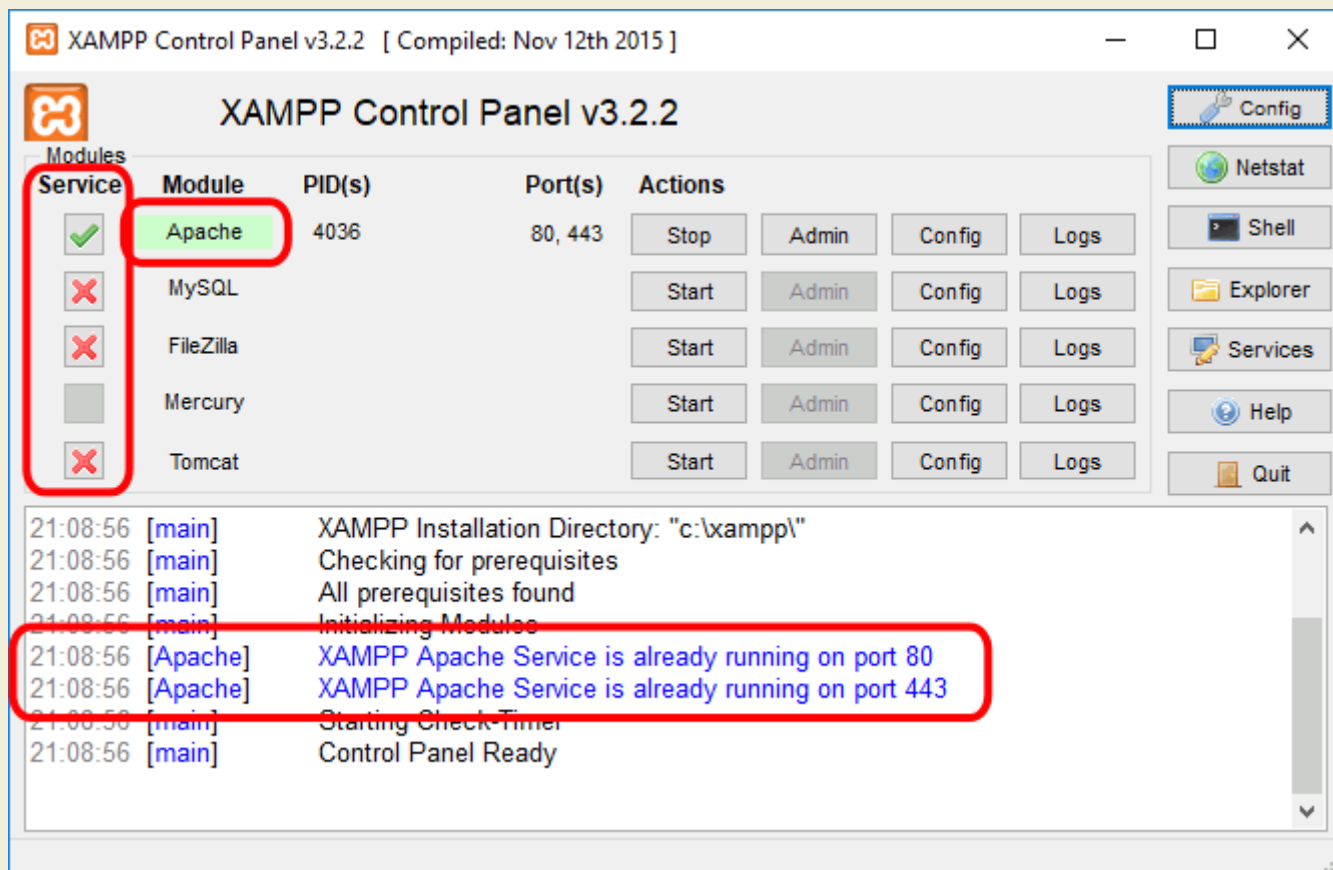 XAMPP Control Panel v3.2.2 [ Compiled: Nov 12th 2015 ]
XAMPP Control Panel v3.2.2
Config
Modules
Netstat
Service Module PID(s) Port(s) Actions
Apache 4036 80, 443 Stop Admin Config Logs
Shell
MySQL Start Admin Config Logs
Explorer
FileZilla Start Admin Config Logs
Services
Mercury Start Admin Config Logs
Help
Tomcat Start Admin Config Logs
Quit
21:08:56 [main] XAMPP Installation Directory: "c:\xampp\"
21:08:56 [main] Checking for prerequisites
21:08:56 [main] All prerequisites found
21:08:56 [main] Initializing Modules
21:08:56 [Apache] XAMPP Apache Service is already running on port 80
21:08:56 [Apache] XAMPP Apache Service is already running on port 443
21:08:56 [main] Starting Check-Timer
21:08:56 [main] Control Panel Ready